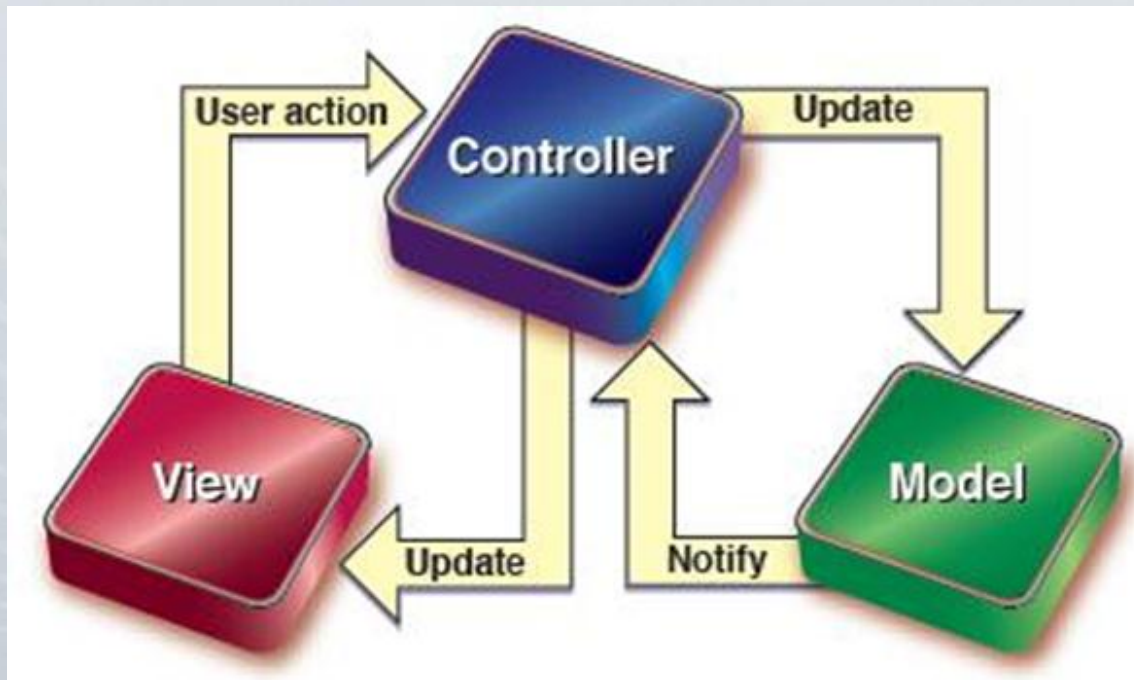 User action
Controller
Update
View
Model
Update
Notify